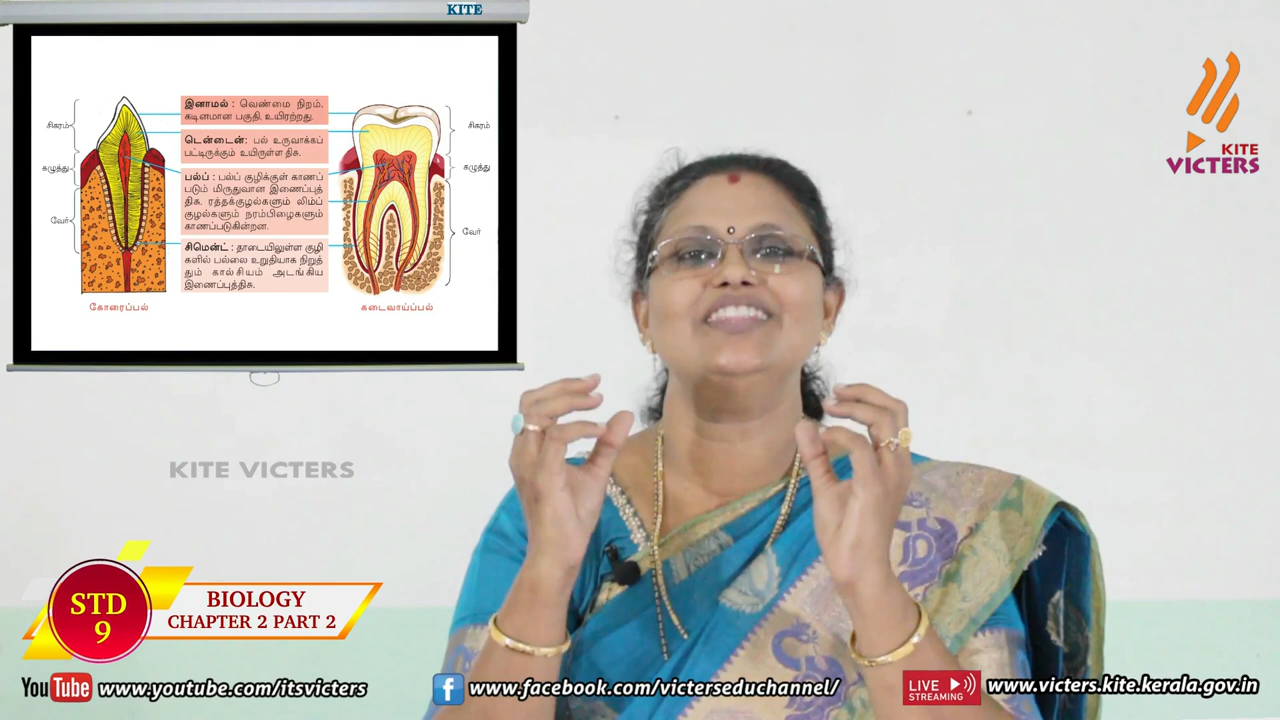 KITE
இனாமல் : வெண்மை நிறம்.
கடினமான பகுதி. உயிரற்றது.
டென்டைன்: பல் உருவாக்கப்
பட்டிருக்கும் உயிருள்ள திசு.
பல்ப் : பல்ப் குழிக்குள் காணப்
படும் மிருதுவான இணைப்புத்
திசு. ரத்தக்குழல்களும் லிம்ப்
குழல்களும் நரம்பிழைகளும்
காணப்படுகின்றன.
சிமென்ட் : தாடையிலுள்ள குழி
களில் பல்லை உறுதியாக நிறுத்
தும் கால்சியம் அடங்கிய
இணைப்புத்திசு.
சிகரம்
கழுத்து
வேர்
கோரைப்பல்
சிகரம்
கழுத்து
வேர்
கடைவாய்ப்பல்
KITE
VICTERS
KITE VICTERS
STD
9
BIOLOGY
CHAPTER 2 PART 2
YouTube www.youtube.com/itsvicters
f www.facebook.com/victerseduchannel/
LIVE
STREAMING
www.victers.kite.kerala.gov.in